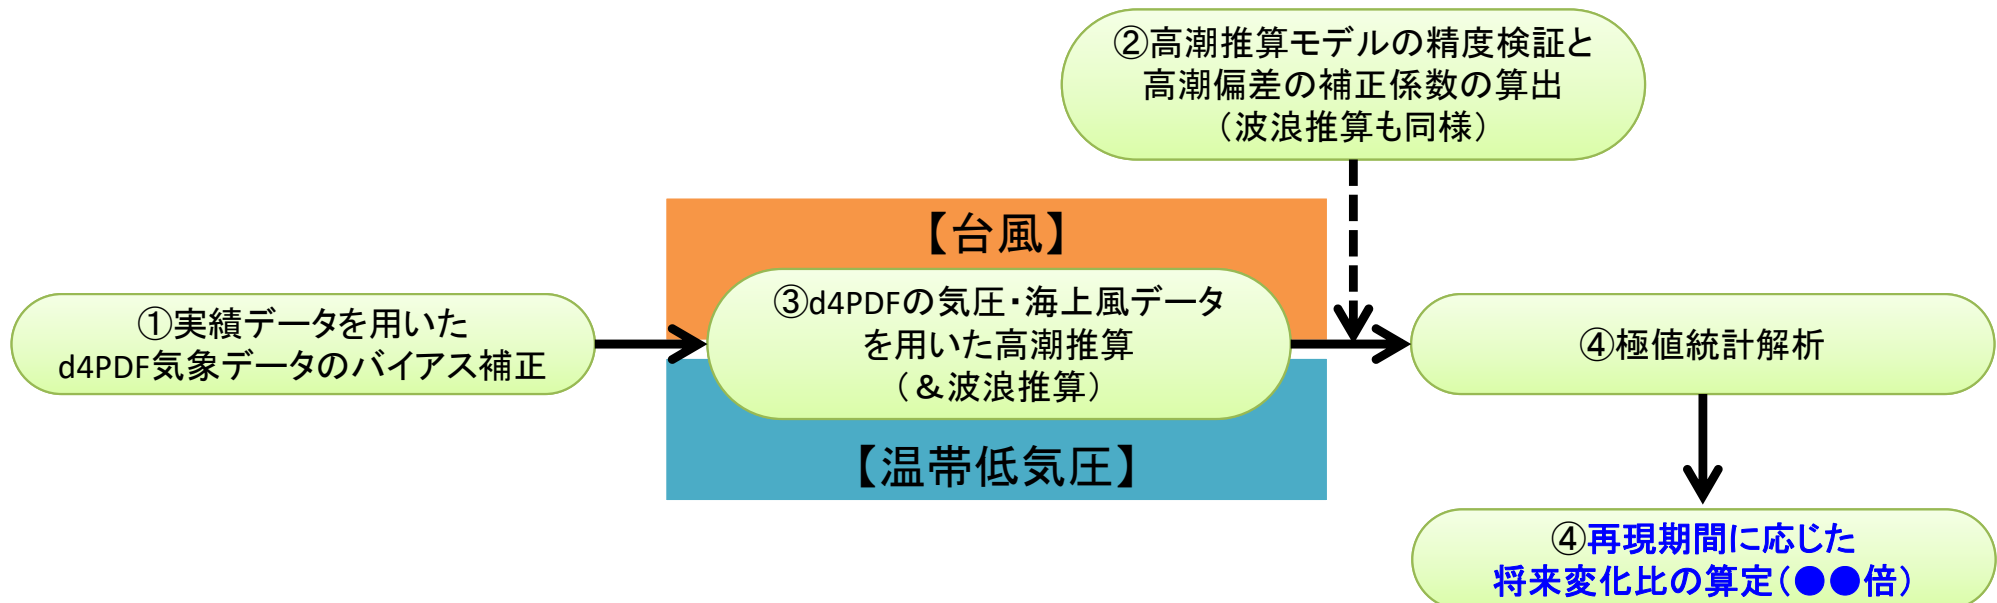 ②高潮推算モデルの精度検証と
高潮偏差の補正係数の算出
（波浪推算も同様）
【台風】
①実績データを用いた
d4PDF気象データのバイアス補正
③d4PDFの気圧・海上風データ
を用いた高潮推算
（＆波浪推算）
④極値統計解析
【温帯低気圧】
④再現期間に応じた
将来変化比の算定（●●倍）